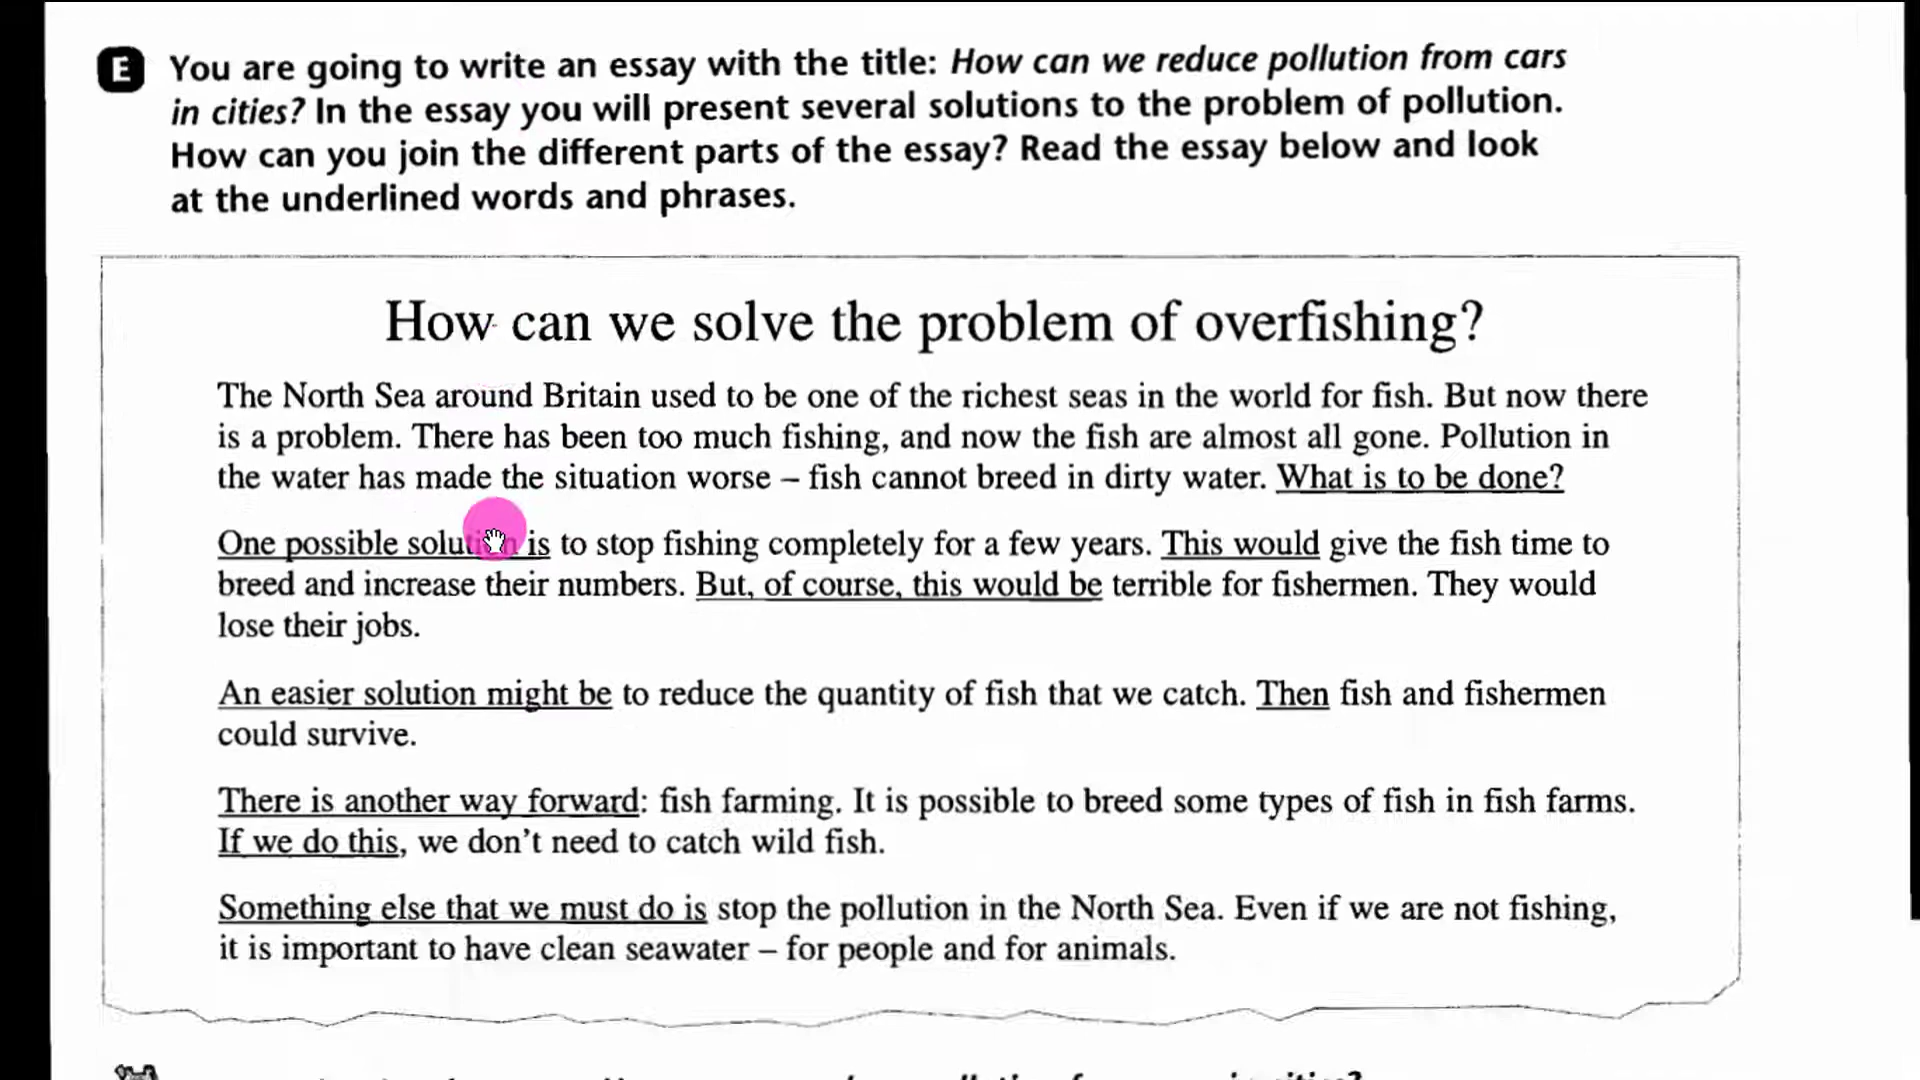 E You are going to write an essay with the title: How can we reduce pollution from cars
in cities? In the essay you will present several solutions to the problem of pollution.
How can you join the different parts of the essay? Read the essay below and look
at the underlined words and phrases.
How can we solve the problem of overfishing?
The North Sea around Britain used to be one of the richest seas in the world for fish. But now there
is a problem. There has been too much fishing, and now the fish are almost all gone. Pollution in
the water has made the situation worse – fish cannot breed in dirty water. What is to be done?
One possible solution is to stop fishing completely for a few years. This would give the fish time to
breed and increase their numbers. But, of course, this would be terrible for fishermen. They would
lose their jobs.
An easier solution might be to reduce the quantity of fish that we catch. Then fish and fishermen
could survive.
There is another way forward: fish farming. It is possible to breed some types of fish in fish farms.
If we do this, we don't need to catch wild fish.
Something else that we must do is stop the pollution in the North Sea. Even if we are not fishing,
it is important to have clean seawater – for people and for animals.